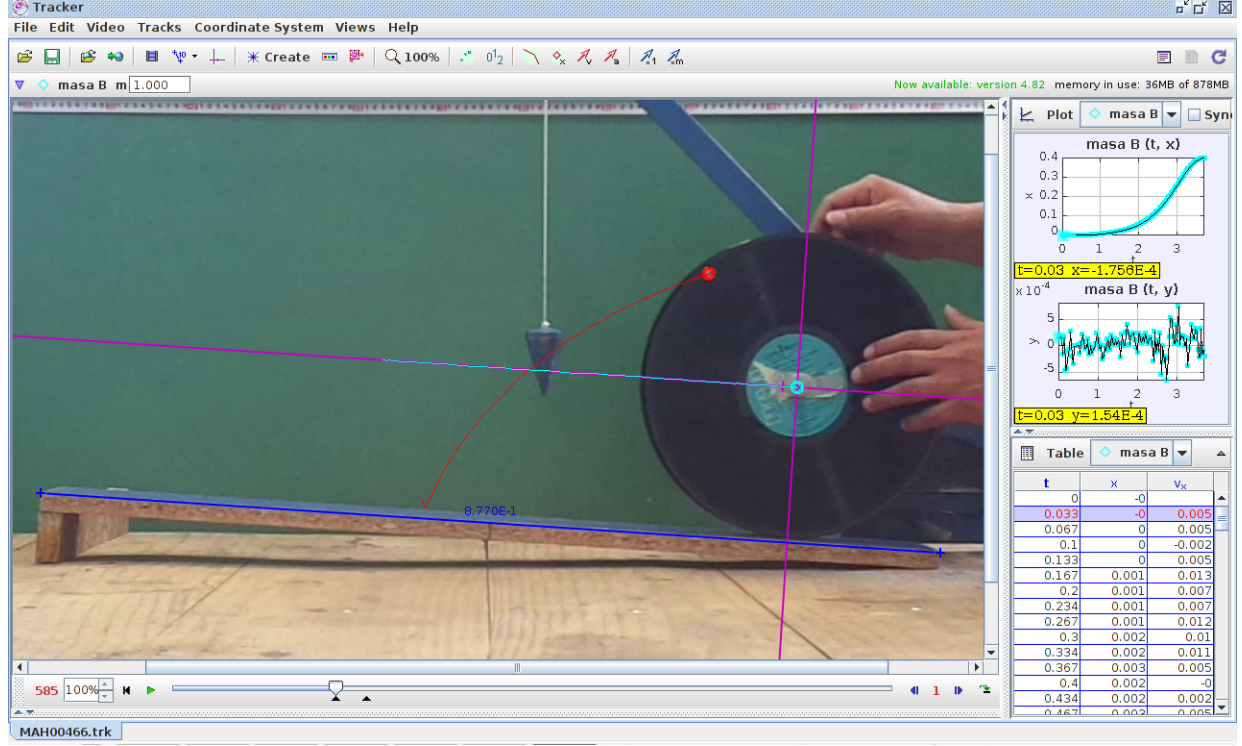 Tracker
File Edit Video Tracks Coordinate System Views Help
Create 100%
masa B m 1.000 Now available: version 4.82 memory in use: 36MB of 878MB
8.770E-1
585 100% 1
MAH00466.trk
Plot masa B Syn
masa B (t, x)
0.4
0.3
x 0.2
0.1
0
0 1 2 3
t
t=0.03 x=-1.756E-4
x10⁻⁴ masa B (t, y)
5
y 0
-5
0 1 2 3
t
t=0.03 y=1.54E-4
Table masa B
t x vₓ
0 -0
0.033 -0 0.005
0.067 0 0.005
0.1 0 -0.002
0.133 0 0.005
0.167 0.001 0.013
0.2 0.001 0.007
0.234 0.001 0.007
0.267 0.001 0.012
0.3 0.002 0.01
0.334 0.002 0.011
0.367 0.003 0.005
0.4 0.002 -0
0.434 0.002 0.002
0.467 0.003 0.005